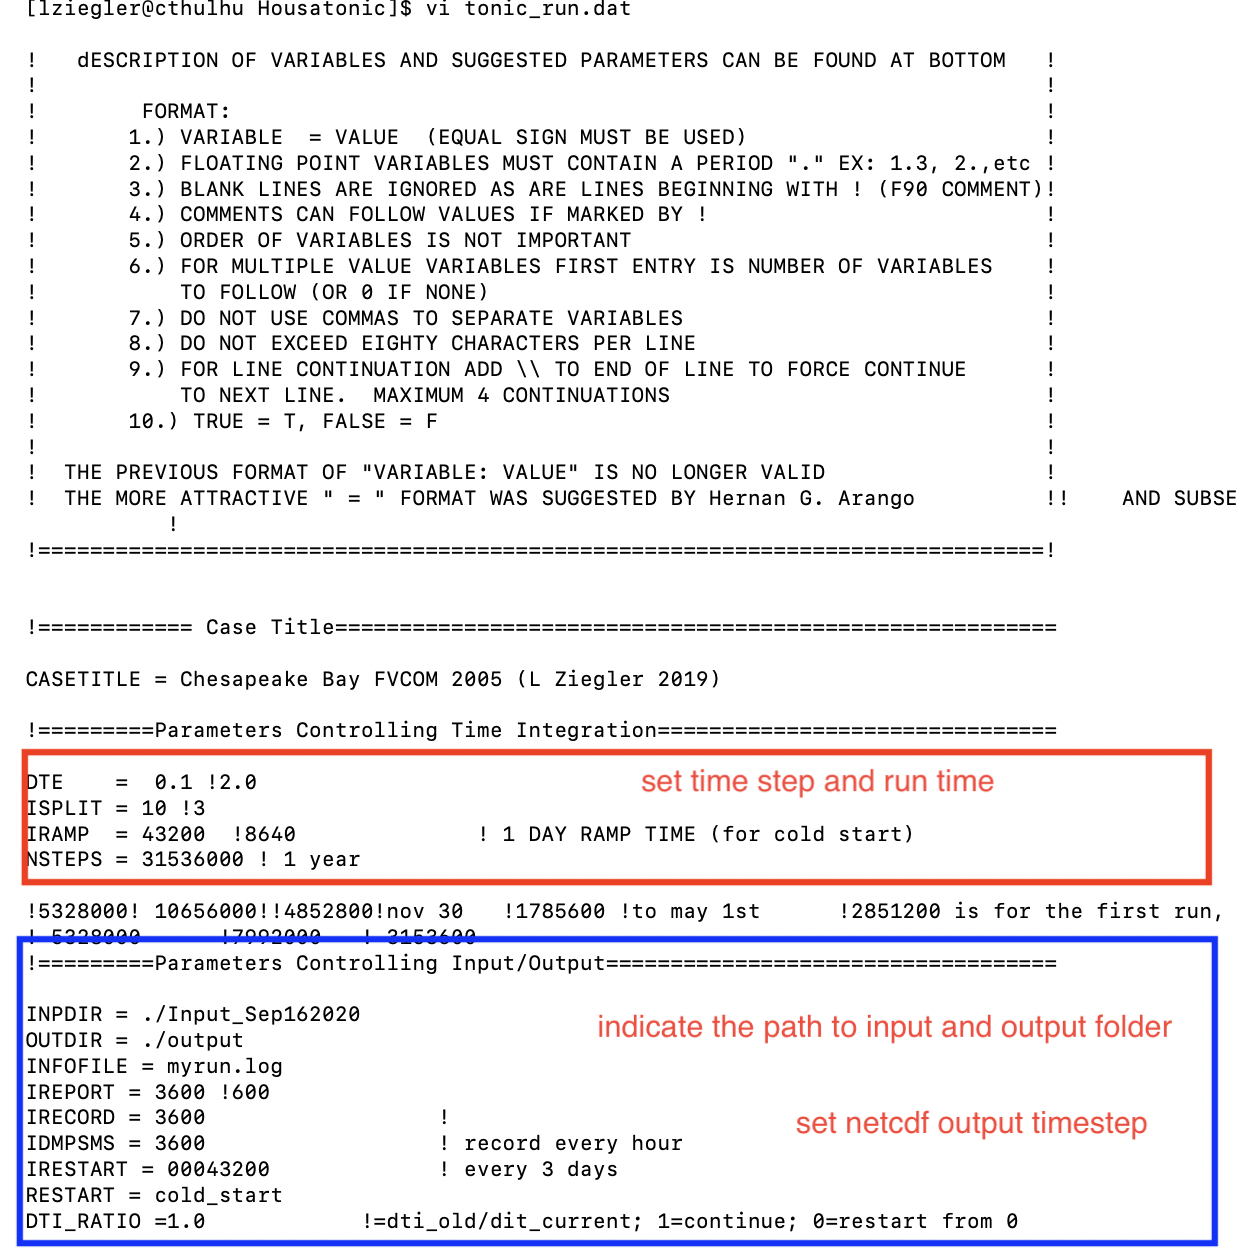 [lziegler@cthulhu Housatonic]$ vi tonic_run.dat
!   dESCRIPTION OF VARIABLES AND SUGGESTED PARAMETERS CAN BE FOUND AT BOTTOM   !
!                                                                              !
!        FORMAT:                                                               !
!       1.) VARIABLE  = VALUE  (EQUAL SIGN MUST BE USED)                       !
!       2.) FLOATING POINT VARIABLES MUST CONTAIN A PERIOD "." EX: 1.3, 2.,etc !
!       3.) BLANK LINES ARE IGNORED AS ARE LINES BEGINNING WITH ! (F90 COMMENT)!
!       4.) COMMENTS CAN FOLLOW VALUES IF MARKED BY !                          !
!       5.) ORDER OF VARIABLES IS NOT IMPORTANT                                !
!       6.) FOR MULTIPLE VALUE VARIABLES FIRST ENTRY IS NUMBER OF VARIABLES    !
!           TO FOLLOW (OR 0 IF NONE)                                           !
!       7.) DO NOT USE COMMAS TO SEPARATE VARIABLES                            !
!       8.) DO NOT EXCEED EIGHTY CHARACTERS PER LINE                           !
!       9.) FOR LINE CONTINUATION ADD \\ TO END OF LINE TO FORCE CONTINUE      !
!           TO NEXT LINE.  MAXIMUM 4 CONTINUATIONS                             !
!       10.) TRUE = T, FALSE = F                                               !
!                                                                              !
!  THE PREVIOUS FORMAT OF "VARIABLE: VALUE" IS NO LONGER VALID                 !
!  THE MORE ATTRACTIVE " = " FORMAT WAS SUGGESTED BY Hernan G. Arango          !!    AND SUBSE
!
!==============================================================================!
!============ Case Title========================================================
CASETITLE = Chesapeake Bay FVCOM 2005 (L Ziegler 2019)
!=========Parameters Controlling Time Integration===============================
DTE    =  0.1 !2.0
set time step and run time
ISPLIT = 10 !3
IRAMP  = 43200  !8640              ! 1 DAY RAMP TIME (for cold start)
NSTEPS = 31536000 ! 1 year
!5328000! 10656000!!4852800!nov 30   !1785600 !to may 1st      !2851200 is for the first run,
! 5328000      !7992000   ! 3153600
!=========Parameters Controlling Input/Output===================================
INPDIR = ./Input_Sep162020
indicate the path to input and output folder
OUTDIR = ./output
INFOFILE = myrun.log
IREPORT = 3600 !600
IRECORD = 3600                  !
set netcdf output timestep
IDMPSMS = 3600                  ! record every hour
IRESTART = 00043200             ! every 3 days
RESTART = cold_start
DTI_RATIO =1.0            !=dti_old/dit_current; 1=continue; 0=restart from 0